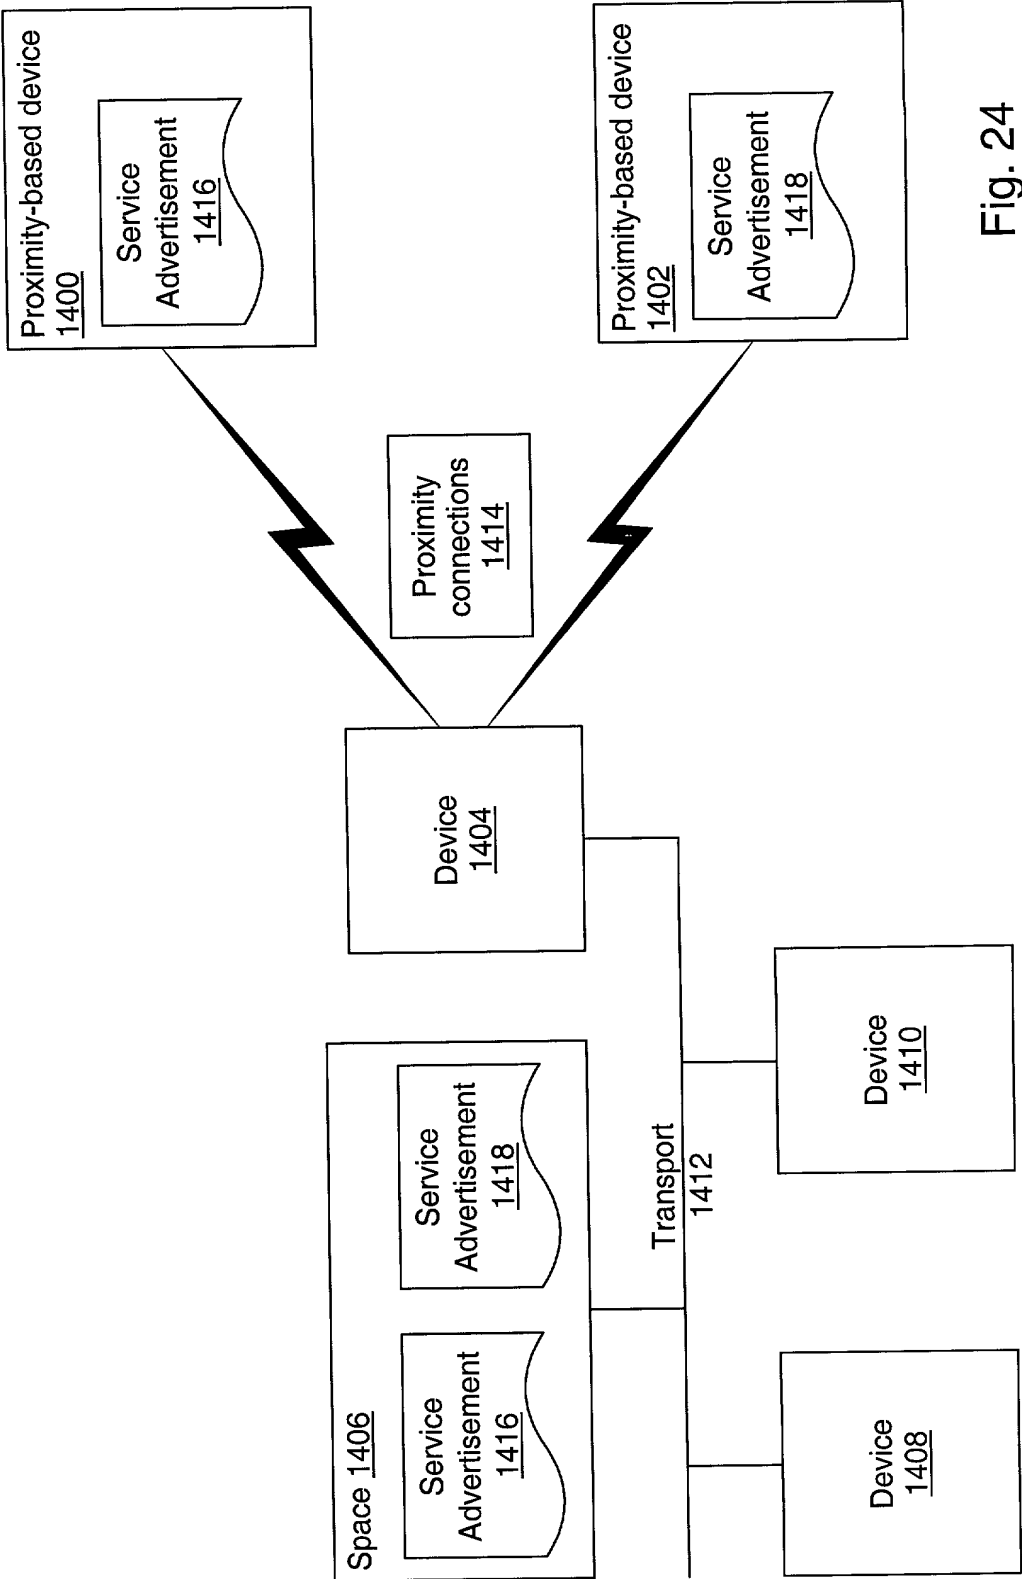 Space 1406
Service
Advertisement
1416
Service
Advertisement
1418
Device
1404
Proximity
connections
1414
Proximity-based device
1400
Service
Advertisement
1416
Proximity-based device
1402
Service
Advertisement
1418
Transport
1412
Device
1408
Device
1410
Fig. 24